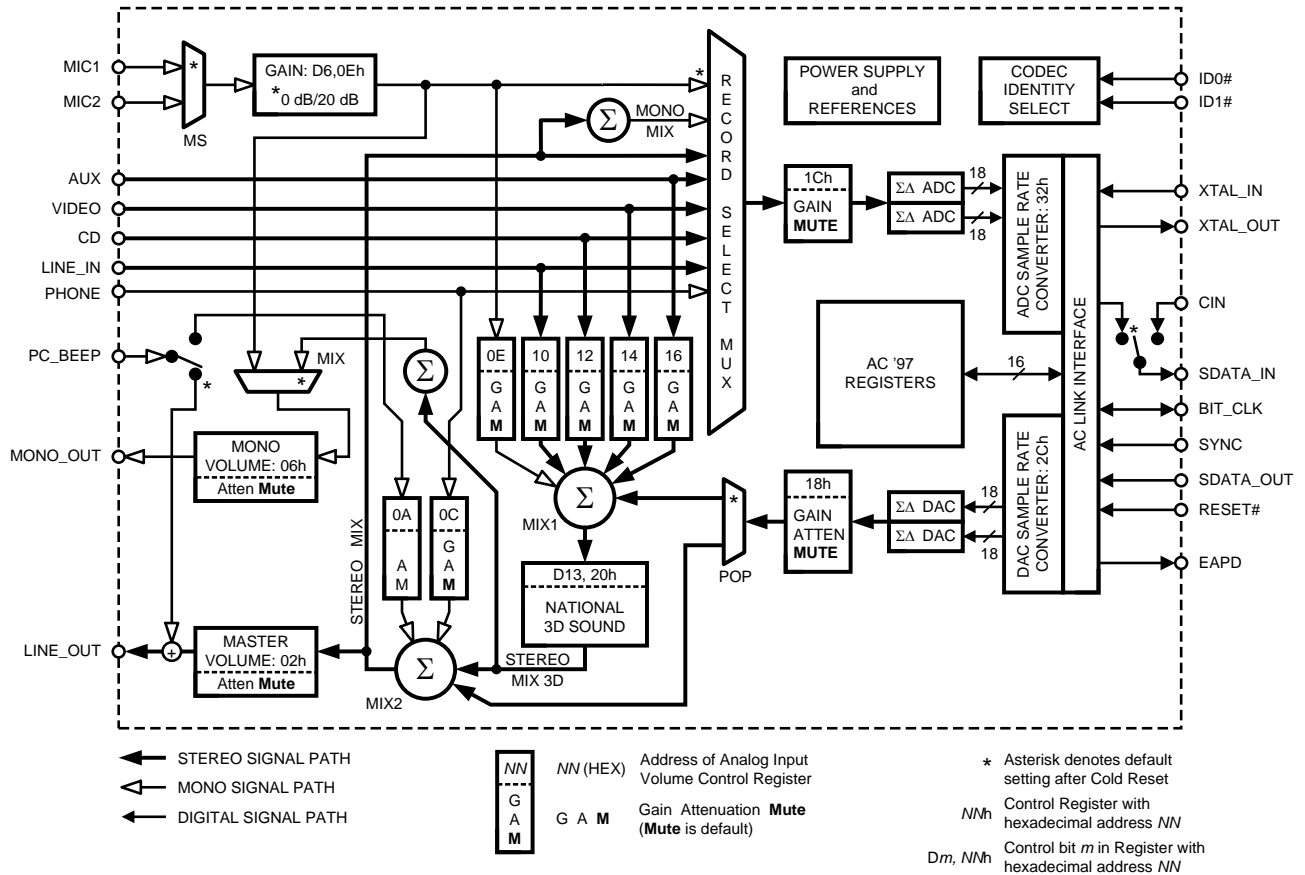 MIC1
MIC2
*
MS
GAIN: D6,0Eh
*0 dB/20 dB
*
RECORD SELECT MUX
Σ
MONO
MIX
POWER SUPPLY
and
REFERENCES
CODEC
IDENTITY
SELECT
ID0#
ID1#
AUX
VIDEO
CD
LINE_IN
PHONE
1Ch
GAIN
MUTE
ΣΔ ADC
ΣΔ ADC
18
18
ADC SAMPLE RATE
CONVERTER: 32h
AC LINK INTERFACE
XTAL_IN
XTAL_OUT
CIN
*
SDATA_IN
BIT_CLK
SYNC
SDATA_OUT
RESET#
EAPD
PC_BEEP
*
MIX
*
Σ
0E
G
A
M
10
G
A
M
12
G
A
M
14
G
A
M
16
G
A
M
AC '97
REGISTERS
16
MONO_OUT
MONO
VOLUME: 06h
Atten Mute
STEREO MIX
0A
A
M
0C
G
A
M
Σ
MIX1
*
POP
18h
GAIN
ATTEN
MUTE
ΣΔ DAC
ΣΔ DAC
18
18
DAC SAMPLE RATE
CONVERTER: 2Ch
D13, 20h
NATIONAL
3D SOUND
LINE_OUT
+
MASTER
VOLUME: 02h
Atten Mute
Σ
MIX2
STEREO
MIX 3D
STEREO SIGNAL PATH
MONO SIGNAL PATH
DIGITAL SIGNAL PATH
NN
G
A
M
NN (HEX) Address of Analog Input
Volume Control Register
G A M Gain Attenuation Mute
(Mute is default)
* Asterisk denotes default
setting after Cold Reset
NNh Control Register with
hexadecimal address NN
Dm, NNh Control bit m in Register with
hexadecimal address NN